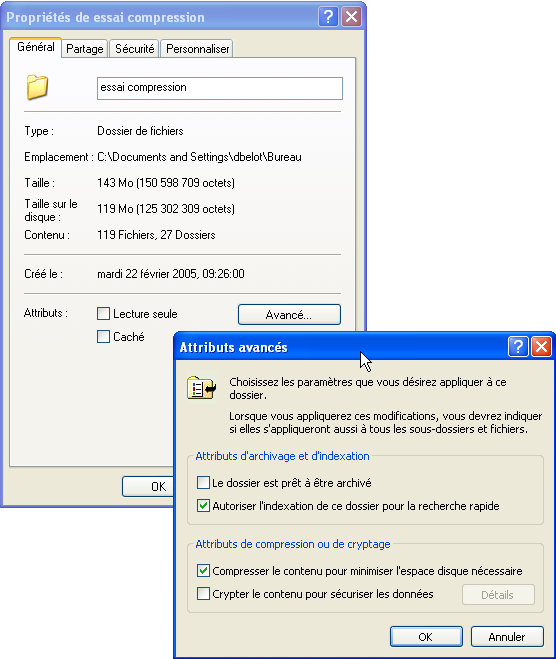 Propriétés de essai compression
Général Partage Sécurité Personnaliser
essai compression
Type : Dossier de fichiers
Emplacement : C:\Documents and Settings\dbelot\Bureau
Taille : 143 Mo (150 598 709 octets)
Taille sur le disque : 119 Mo (125 302 309 octets)
Contenu : 119 Fichiers, 27 Dossiers
Créé le : mardi 22 février 2005, 09:26:00
Attributs : Lecture seule Avancé...
Caché
OK
Attributs avancés
Choisissez les paramètres que vous désirez appliquer à ce
dossier.
Lorsque vous appliquerez ces modifications, vous devrez indiquer
si elles s'appliqueront aussi à tous les sous-dossiers et fichiers.
Attributs d'archivage et d'indexation
Le dossier est prêt à être archivé
Autoriser l'indexation de ce dossier pour la recherche rapide
Attributs de compression ou de cryptage
Compresser le contenu pour minimiser l'espace disque nécessaire
Crypter le contenu pour sécuriser les données Détails
OK Annuler